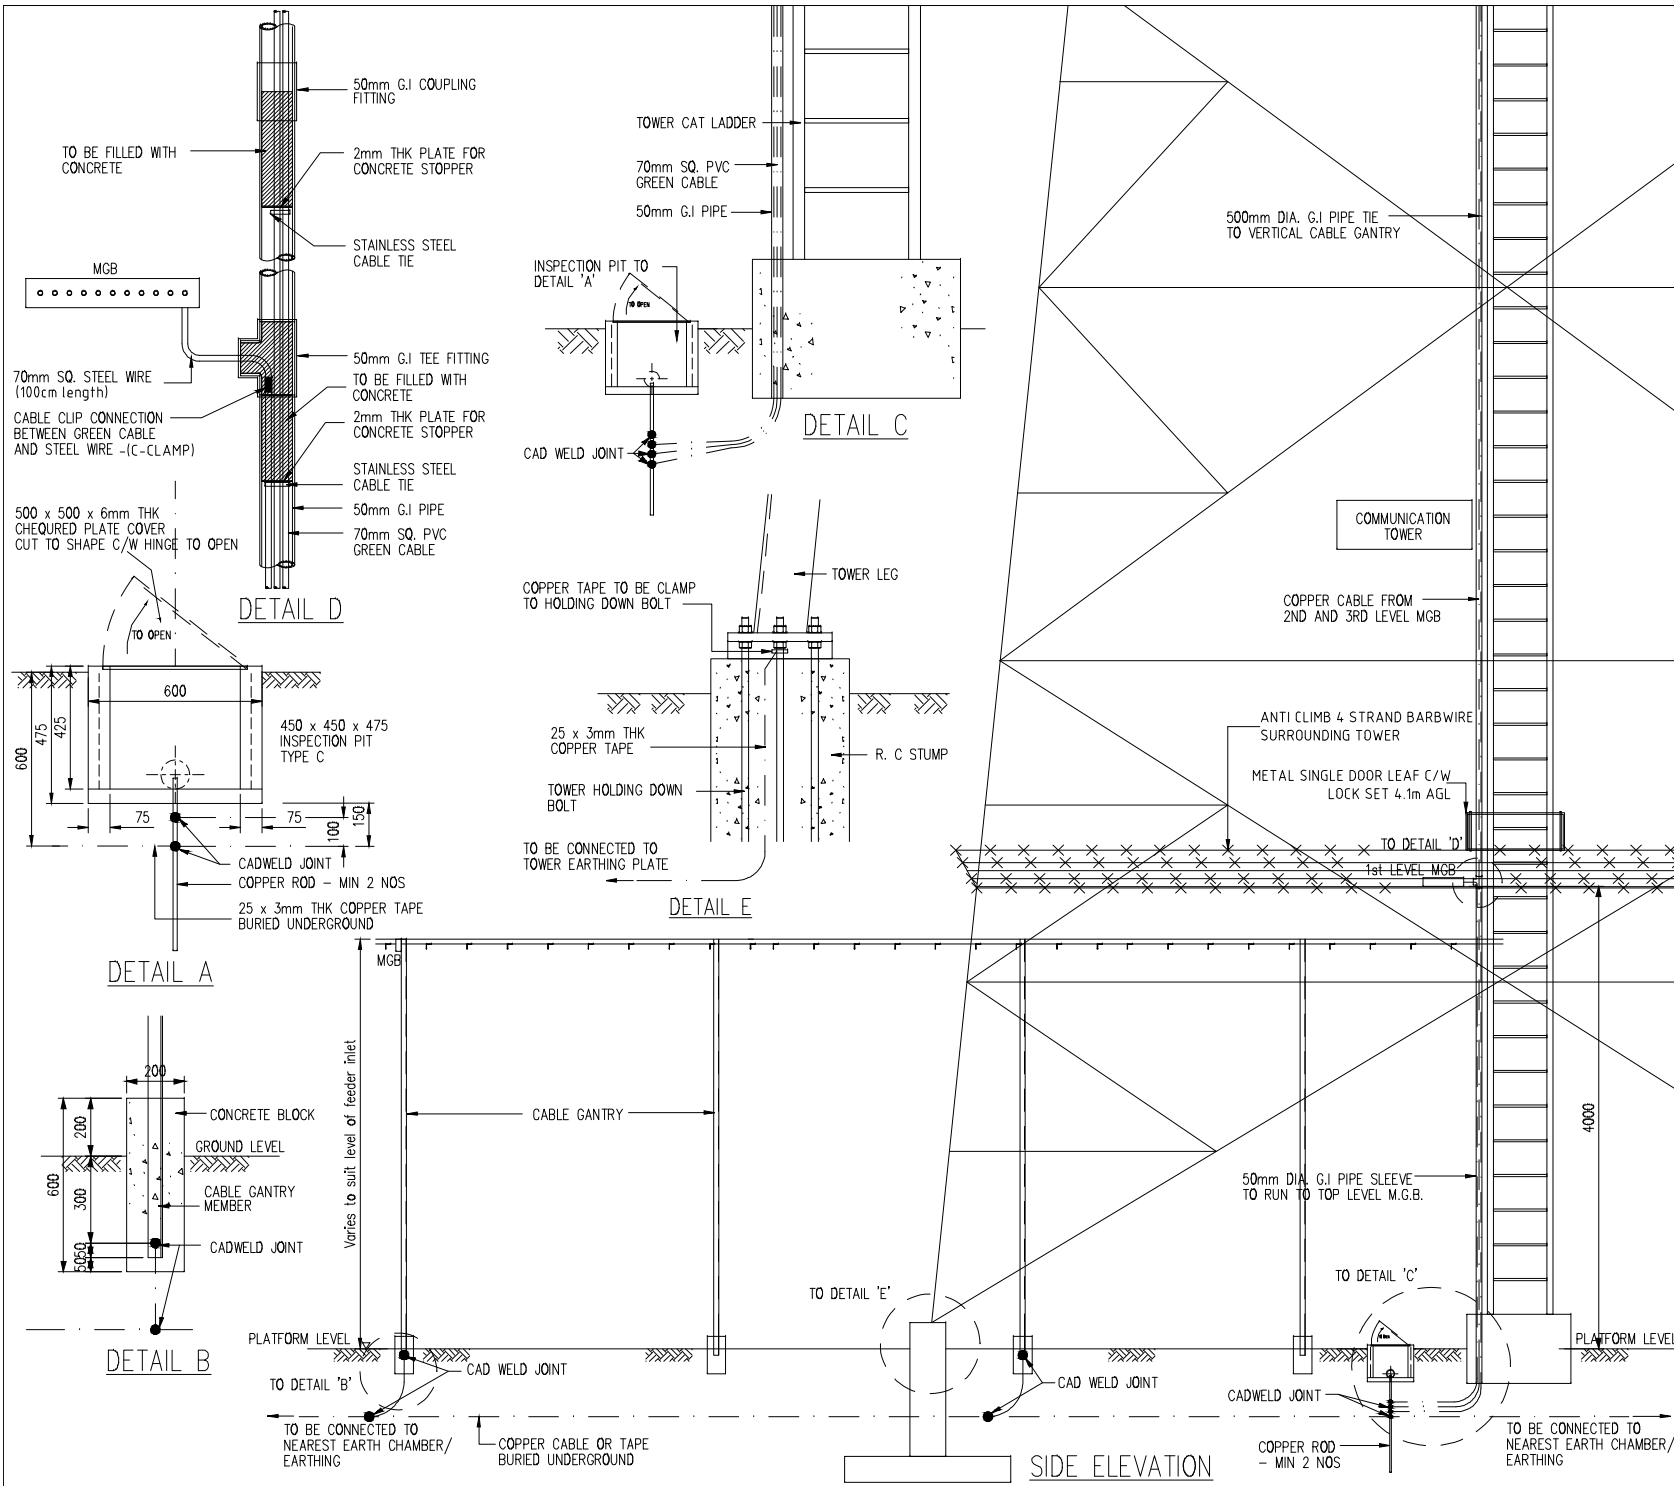 50mm G.I COUPLING
FITTING
TO BE FILLED WITH
CONCRETE
2mm THK PLATE FOR
CONCRETE STOPPER
STAINLESS STEEL
CABLE TIE
MGB
50mm G.I TEE FITTING
70mm SQ. STEEL WIRE
(100cm length)
TO BE FILLED WITH
CONCRETE
CABLE CLIP CONNECTION
BETWEEN GREEN CABLE
AND STEEL WIRE -(C-CLAMP)
2mm THK PLATE FOR
CONCRETE STOPPER
STAINLESS STEEL
CABLE TIE
50mm G.I PIPE
70mm SQ. PVC
GREEN CABLE
DETAIL D
500 x 500 x 6mm THK
CHEQURED PLATE COVER
CUT TO SHAPE C/W HINGE TO OPEN
TO OPEN
600
475
425
600
450 x 450 x 475
INSPECTION PIT
TYPE C
75
75
100
150
CADWELD JOINT
COPPER ROD - MIN 2 NOS
25 x 3mm THK COPPER TAPE
BURIED UNDERGROUND
DETAIL A
200
200
600
300
50
50
CONCRETE BLOCK
GROUND LEVEL
CABLE GANTRY
MEMBER
CADWELD JOINT
DETAIL B
TOWER CAT LADDER
70mm SQ. PVC
GREEN CABLE
50mm G.I PIPE
INSPECTION PIT TO
DETAIL 'A'
TO OPEN
CAD WELD JOINT
DETAIL C
TOWER LEG
COPPER TAPE TO BE CLAMP
TO HOLDING DOWN BOLT
25 x 3mm THK
COPPER TAPE
R. C STUMP
TOWER HOLDING DOWN
BOLT
TO BE CONNECTED TO
TOWER EARTHING PLATE
DETAIL E
500mm DIA. G.I PIPE TIE
TO VERTICAL CABLE GANTRY
COMMUNICATION
TOWER
COPPER CABLE FROM
2ND AND 3RD LEVEL MGB
ANTI CLIMB 4 STRAND BARBWIRE
SURROUNDING TOWER
METAL SINGLE DOOR LEAF C/W
LOCK SET 4.1m AGL
TO DETAIL 'D'
1st LEVEL MGB
MGB
Varies to suit level of feeder inlet
CABLE GANTRY
4000
50mm DIA. G.I PIPE SLEEVE
TO RUN TO TOP LEVEL M.G.B.
TO DETAIL 'E'
TO DETAIL 'C'
PLATFORM LEVEL
PLATFORM LEVEL
TO DETAIL 'B'
CAD WELD JOINT
CAD WELD JOINT
CADWELD JOINT
TO BE CONNECTED TO
NEAREST EARTH CHAMBER/
EARTHING
COPPER CABLE OR TAPE
BURIED UNDERGROUND
COPPER ROD
- MIN 2 NOS
TO BE CONNECTED TO
NEAREST EARTH CHAMBER/
EARTHING
SIDE ELEVATION